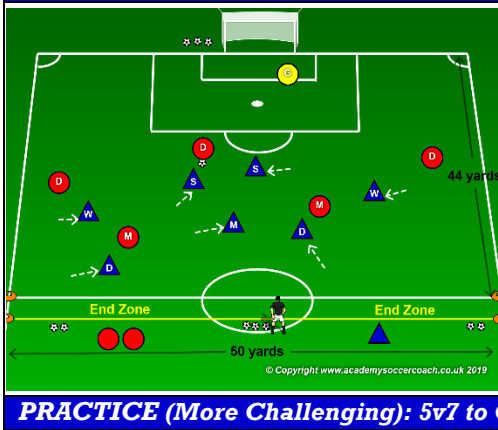 G
D
D
D
S
S
W
W
M
M
M
D
D
44 yards
End Zone
End Zone
50 yards
© Copyright www.academysoccercoach.co.uk 2019
PRACTICE (More Challenging): 5v7 to